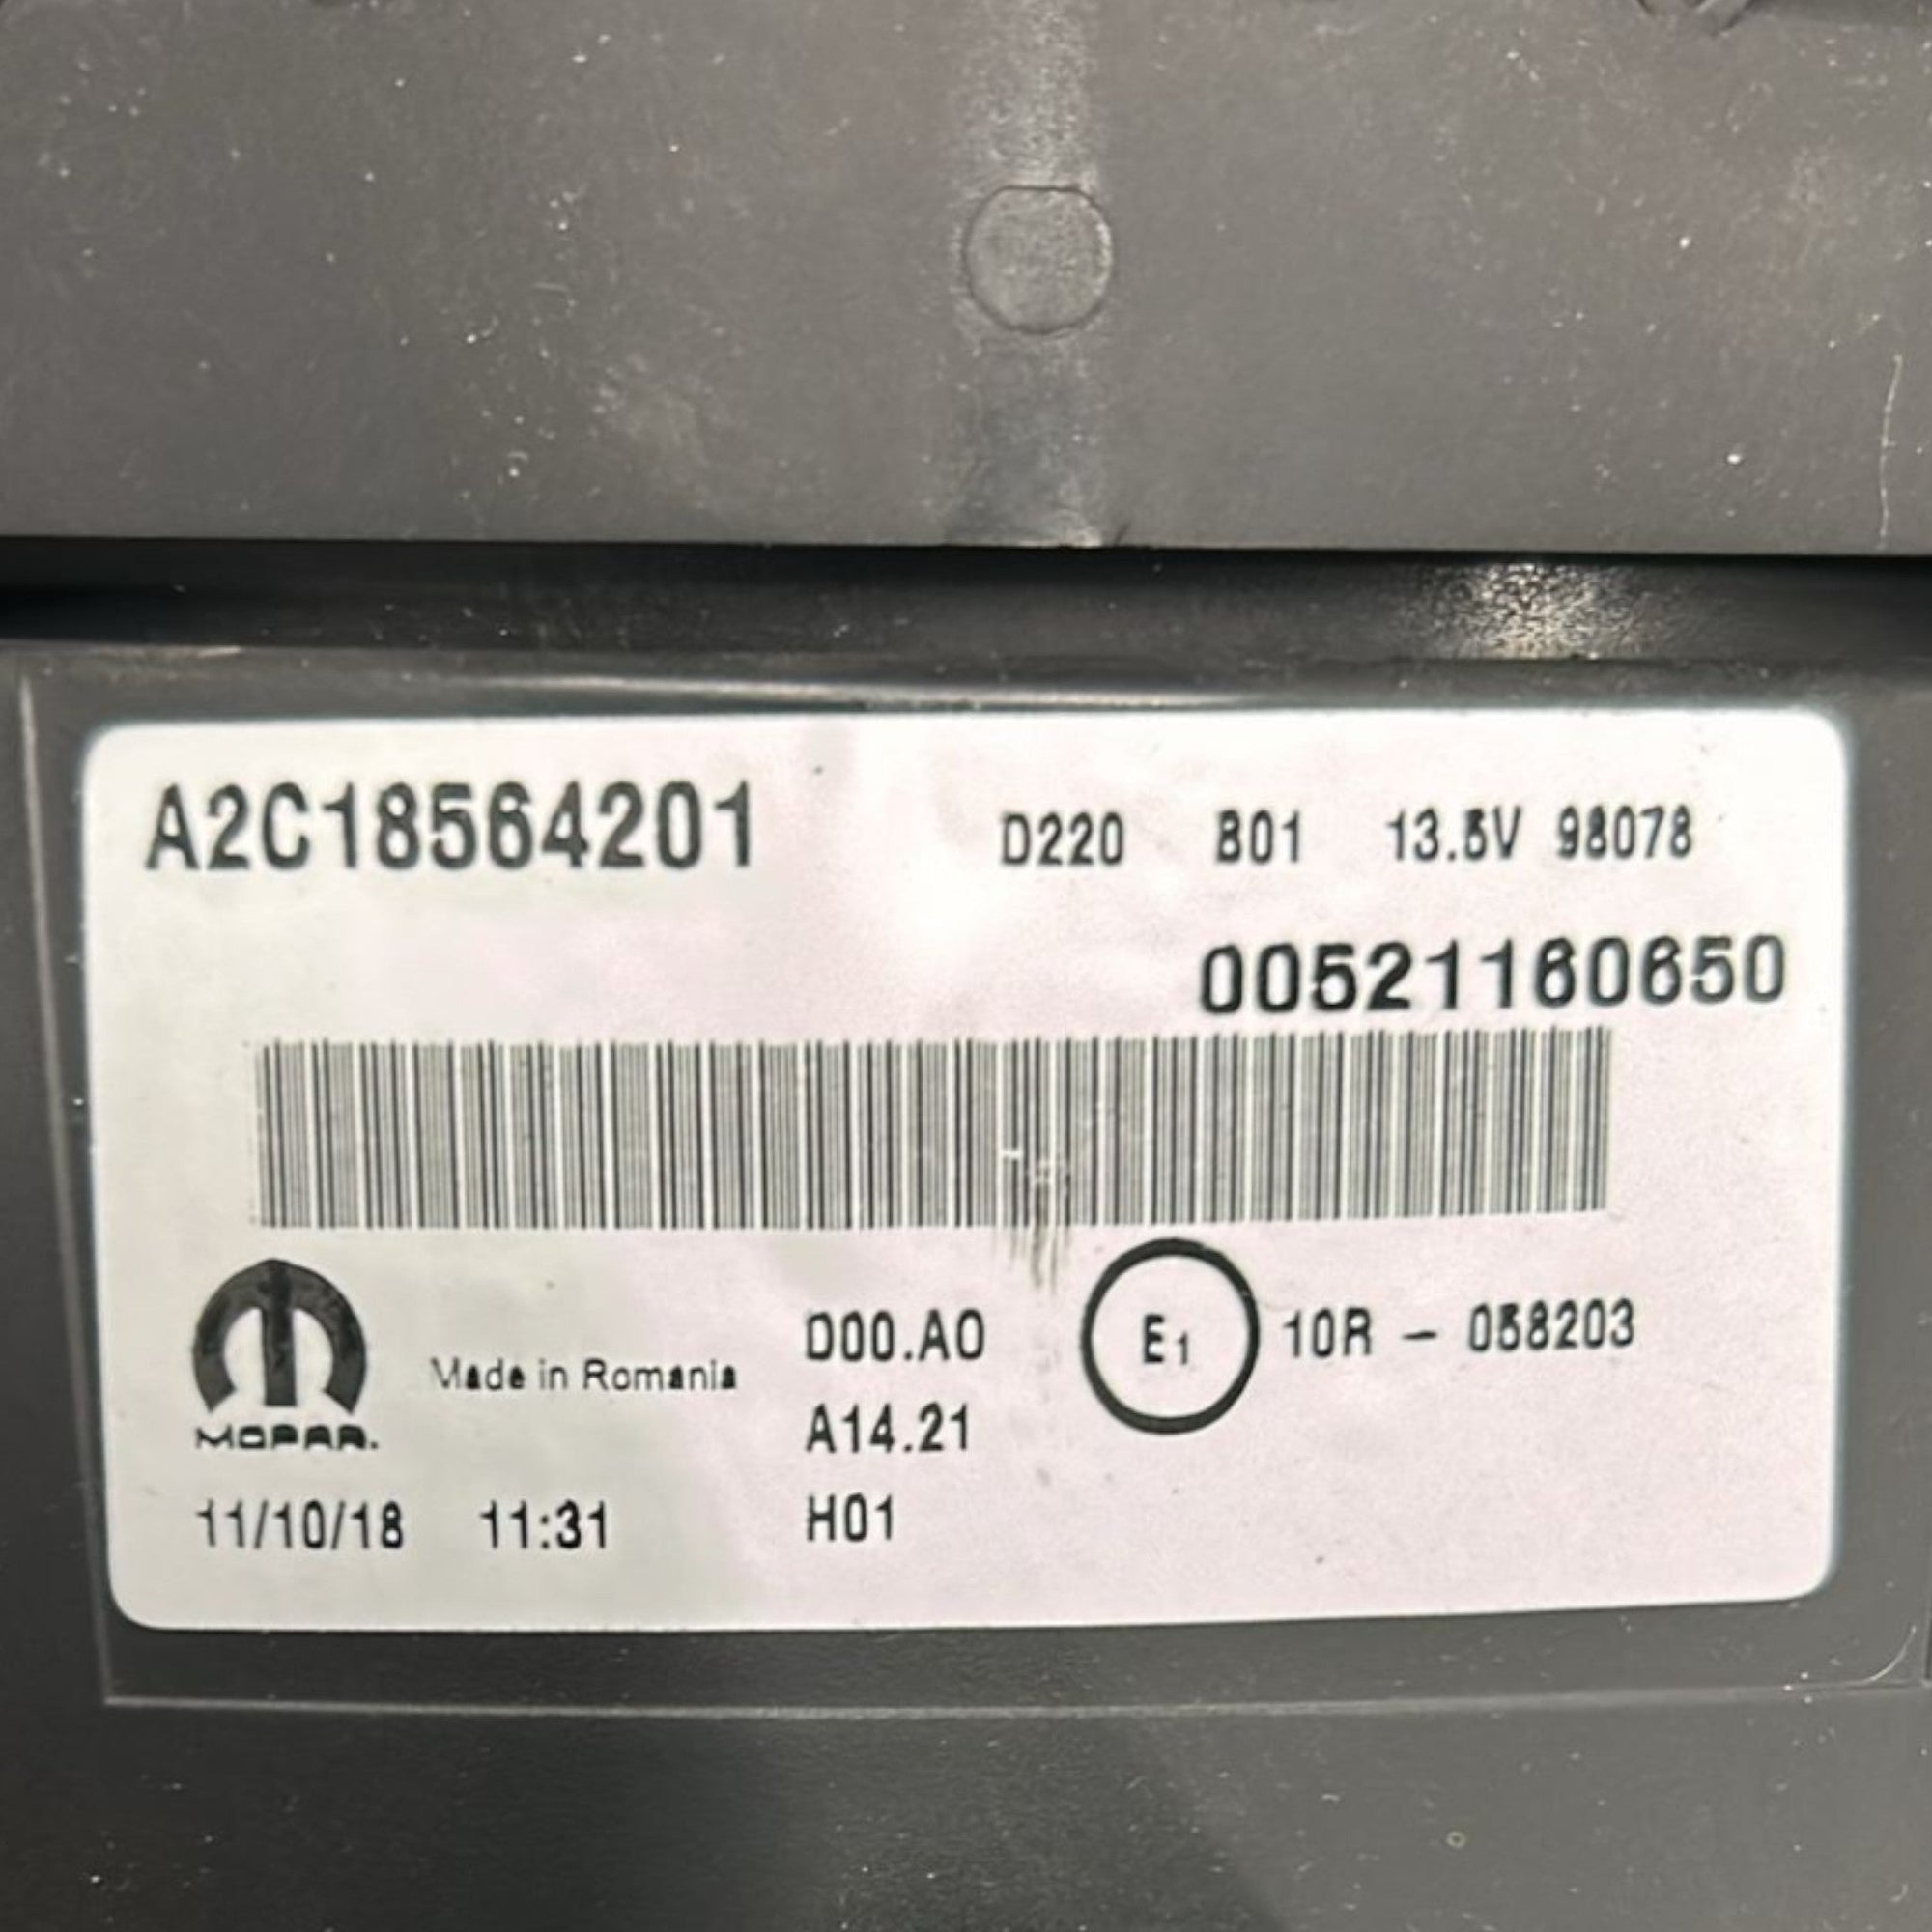 A2C18564201 D220 B01 13.5V 98078
00521160650
D00.A0 E1 10R - 058203
Made in Romania
MOPAR. A14.21
11/10/18 11:31 H01